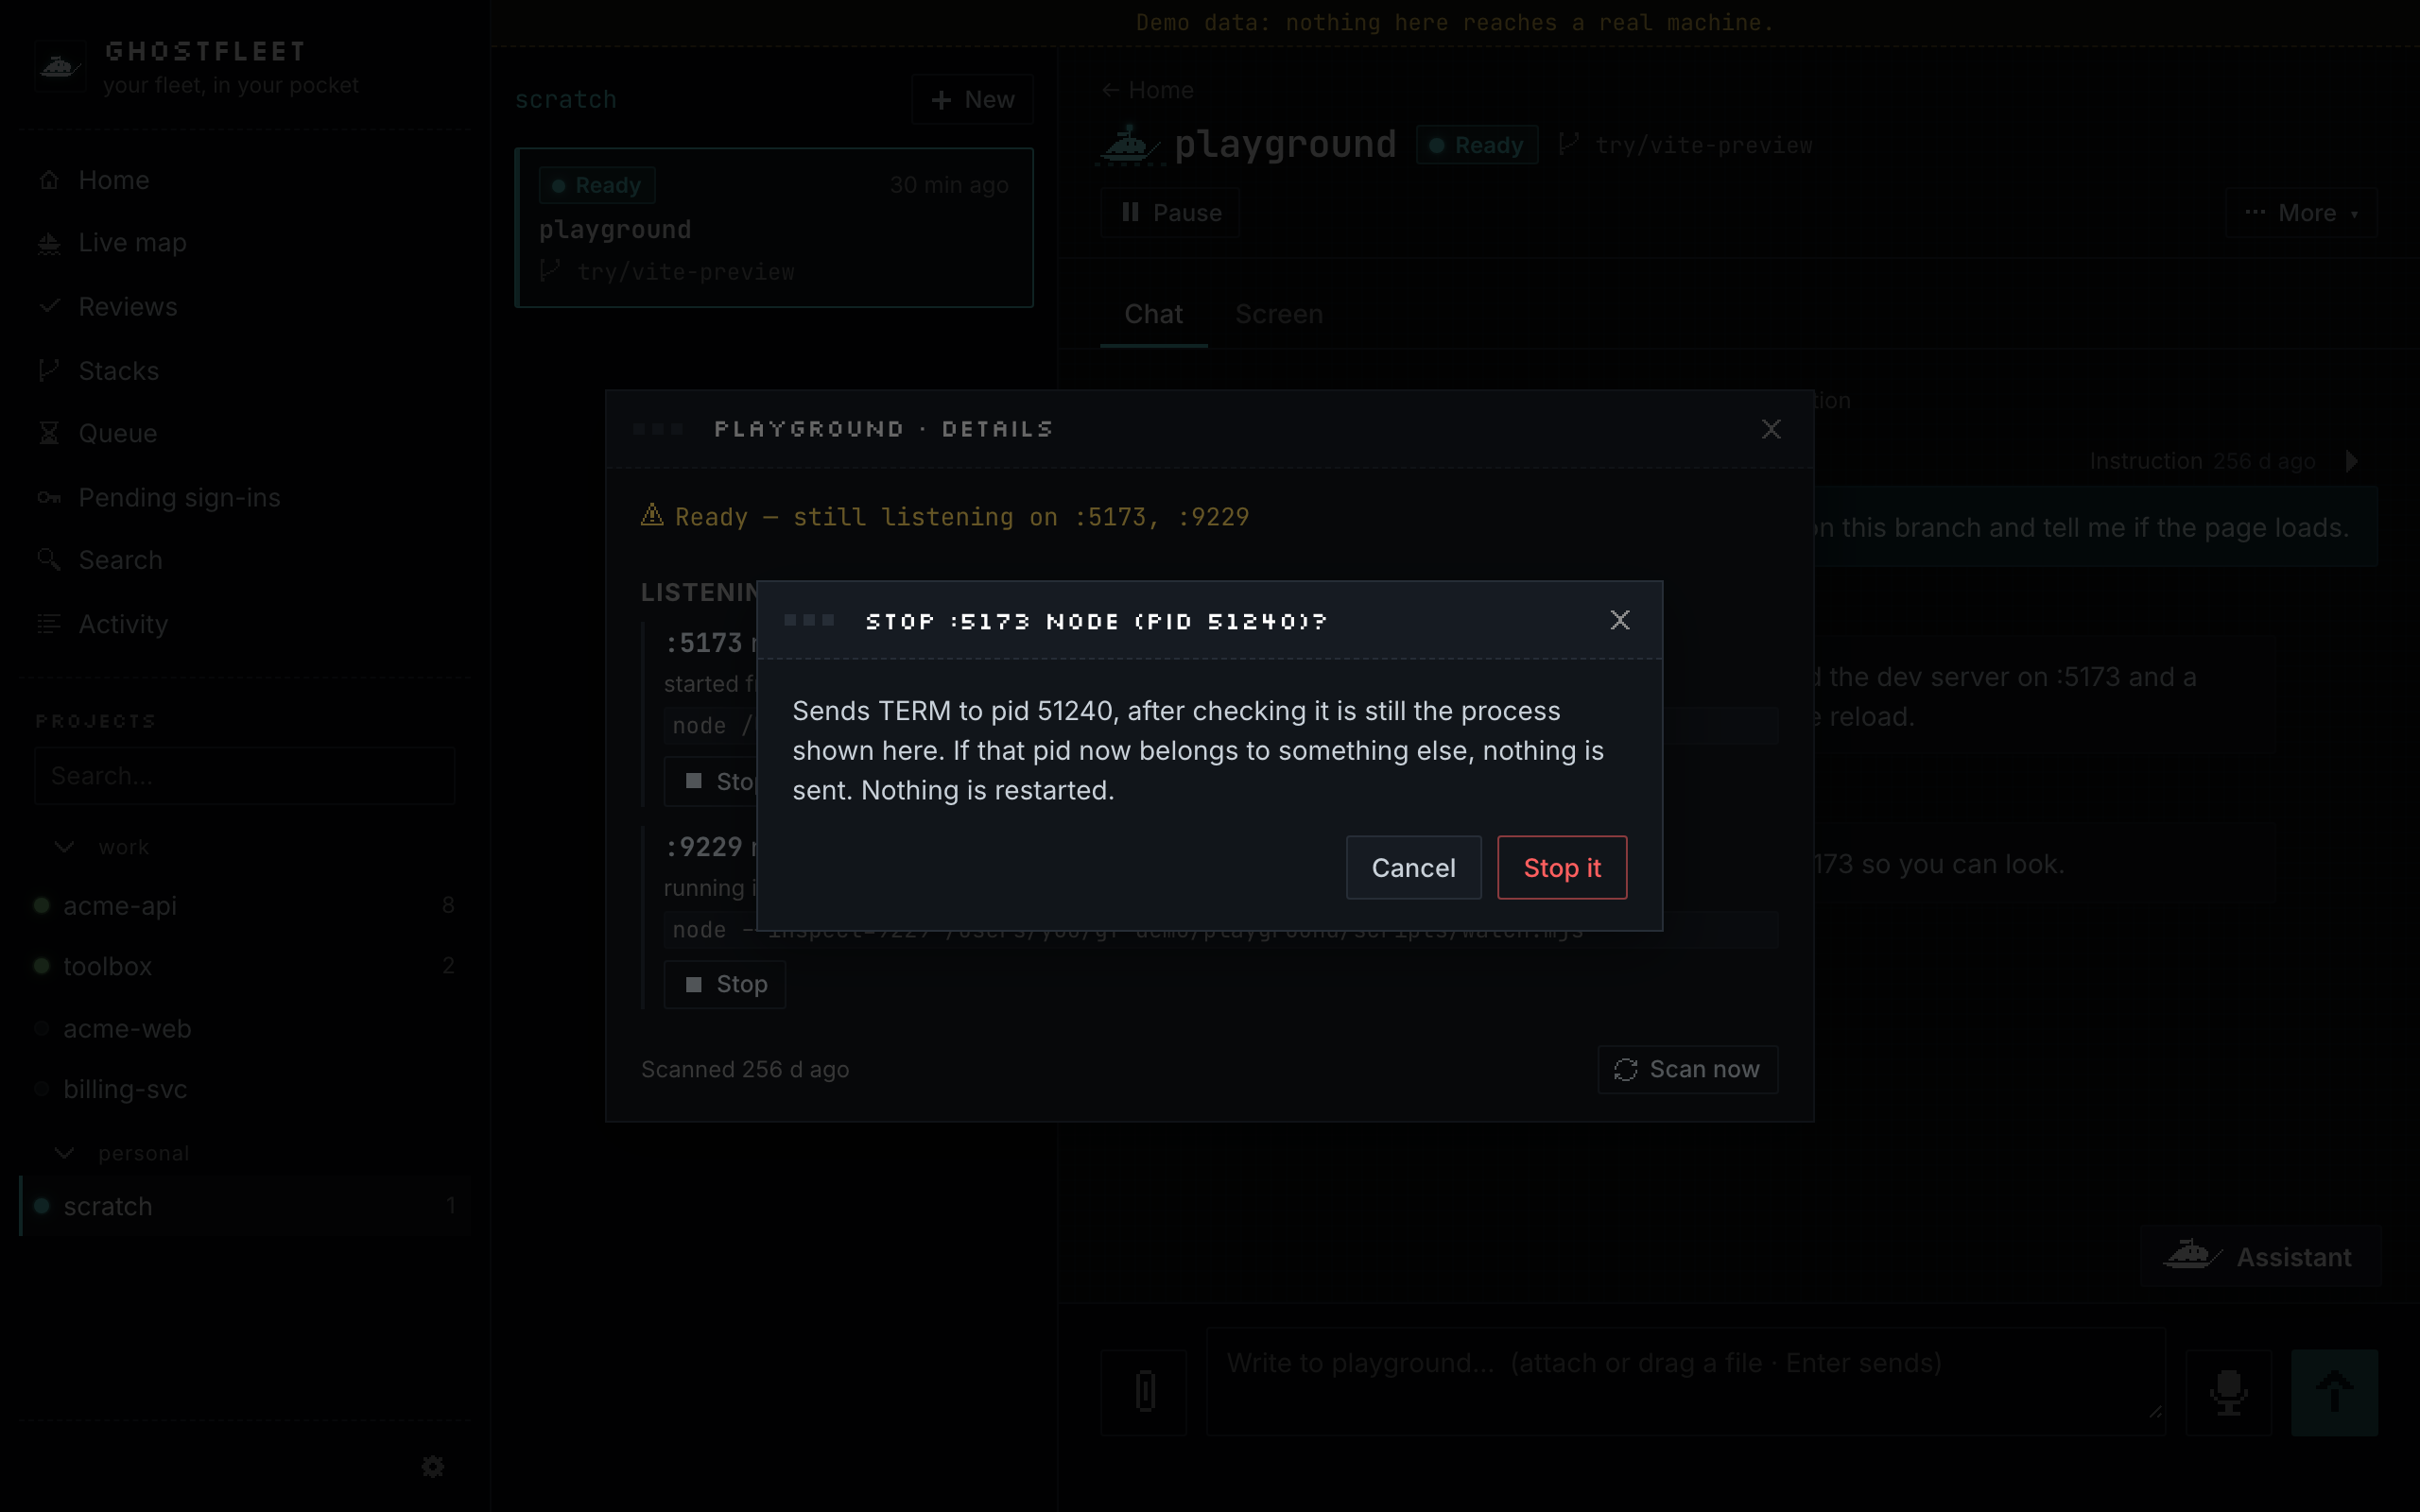 Demo data: nothing here reaches a real machine.
GHOSTFLEET
your fleet, in your pocket
Home
Live map
Reviews
Stacks
Queue
Pending sign-ins
Search
Activity
PROJECTS
Search...
work
acme-api 8
toolbox 2
acme-web
billing-svc
personal
scratch 1
scratch
New
Ready 30 min ago
playground
try/vite-preview
← Home
playground Ready try/vite-preview
Pause
More
Chat Screen
Instruction 256 d ago
on this branch and tell me if the page loads.
the dev server on :5173 and a
reload.
173 so you can look.
Assistant
Write to playground... (attach or drag a file · Enter sends)
PLAYGROUND · DETAILS
Ready — still listening on :5173, :9229
:5173
started
node /
:9229
running
node
Stop
Scanned 256 d ago
Scan now
STOP :5173 NODE (PID 51240)?
Sends TERM to pid 51240, after checking it is still the process
shown here. If that pid now belongs to something else, nothing is
sent. Nothing is restarted.
Cancel
Stop it